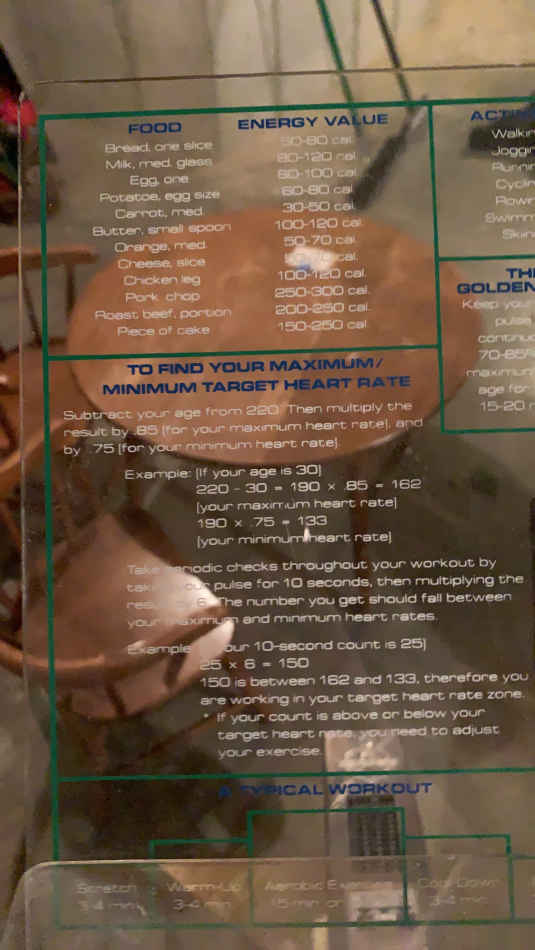 FOOD ENERGY VALUE
Bread, one slice 50-80 cal.
Milk, med. glass 80-120 cal.
Egg, one 80-100 cal.
Potatoe, egg size 60-80 cal.
Carrot, med. 30-50 cal.
Butter, small spoon 100-120 cal.
Orange, med. 50-70 cal.
Cheese, slice cal.
Chicken leg 100-120 cal.
Pork chop 250-300 cal.
Roast beef, portion 200-250 cal.
Piece of cake 150-250 cal.
Keep your
pulse
70-85%
age for
TO FIND YOUR MAXIMUM/
MINIMUM TARGET HEART RATE
Subtract your age from 220. Then multiply the
result by .85 (for your maximum heart rate), and
by .75 (for your minimum heart rate).
Example: (If your age is 30)
220 - 30 = 190 x .85 = 162
(your maximum heart rate)
190 x .75 = 133
(your minimum heart rate)
Take periodic checks throughout your workout by
taking your pulse for 10 seconds, then multiplying the
result by 6. The number you get should fall between
your maximum and minimum heart rates.
Example our 10-second count is 25)
25 x 6 = 150
150 is between 162 and 133, therefore you
are working in your target heart rate zone.
* If your count is above or below your
target heart rate, you need to adjust
your exercise.
A TYPICAL WORKOUT
Stretch Warm-Up Aerobic Exercise Cool Down
3-4 min. 3-4 min. 15 min. or 3-4 min.